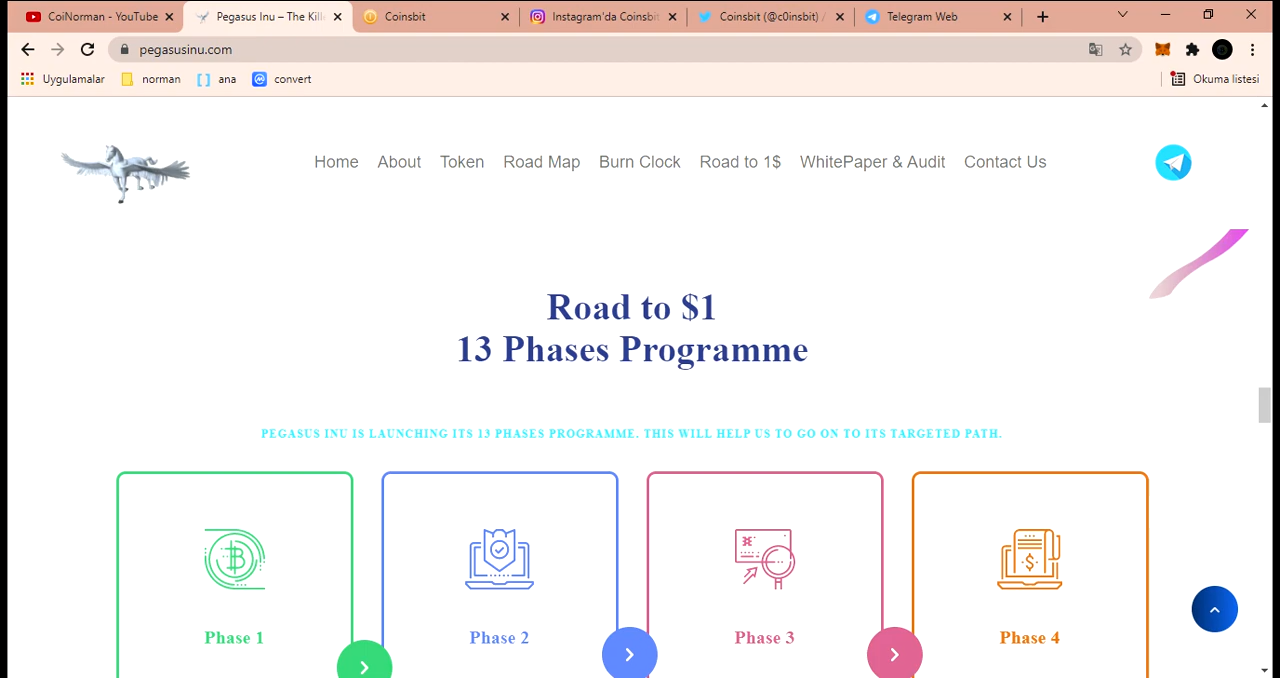 CoiNorman - YouTube
Pegasus Inu – The Kill
Coinsbit
Instagram'da Coinsbit
Coinsbit (@c0insbit) /
Telegram Web
pegasusinu.com
Uygulamalar
norman
ana
convert
Okuma listesi
Home
About
Token
Road Map
Burn Clock
Road to 1$
WhitePaper & Audit
Contact Us
Road to $1
13 Phases Programme
PEGASUS INU IS LAUNCHING ITS 13 PHASES PROGRAMME. THIS WILL HELP US TO GO ON TO ITS TARGETED PATH.
Phase 1
Phase 2
Phase 3
Phase 4